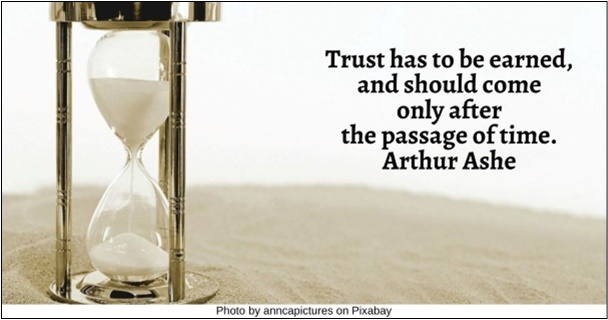 Trust has to be earned,
and should come
only after
the passage of time.
Arthur Ashe
Photo by anncapictures on Pixabay